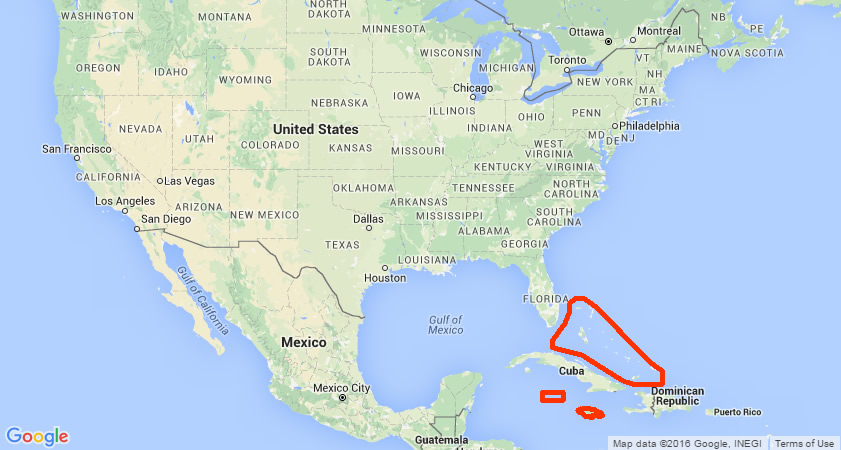 WASHINGTON
MONTANA
NORTH
DAKOTA
MINNESOTA
Ottawa
Montreal
NB
PE
NOVA SCOTIA
MAINE
OREGON
IDAHO
WYOMING
SOUTH
DAKOTA
WISCONSIN
MICHIGAN
Toronto
VT
NH
NEW YORK
MA
CT RI
NEBRASKA
IOWA
Chicago
ILLINOIS
INDIANA
OHIO
PENN
Philadelphia
MD
DE
NJ
NEVADA
UTAH
COLORADO
United States
KANSAS
MISSOURI
WEST
VIRGINIA
KENTUCKY
VIRGINIA
San Francisco
CALIFORNIA
Las Vegas
Los Angeles
San Diego
ARIZONA
NEW MEXICO
OKLAHOMA
ARKANSAS
TENNESSEE
NORTH
CAROLINA
MISSISSIPPI
SOUTH
CAROLINA
Dallas
TEXAS
ALABAMA
GEORGIA
LOUISIANA
Houston
Gulf of California
FLORIDA
Gulf of
Mexico
Mexico
Mexico City
Cuba
Dominican
Republic
Puerto Rico
Guatemala
Google
Map data ©2016 Google, INEGI
Terms of Use